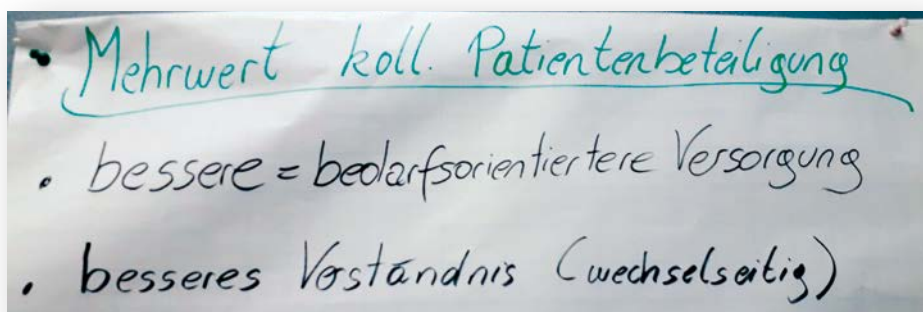 Mehrwert koll. Patientenbeteiligung
• bessere = bedarfsorientiertere Versorgung
• besseres Verständnis (wechselseitig)